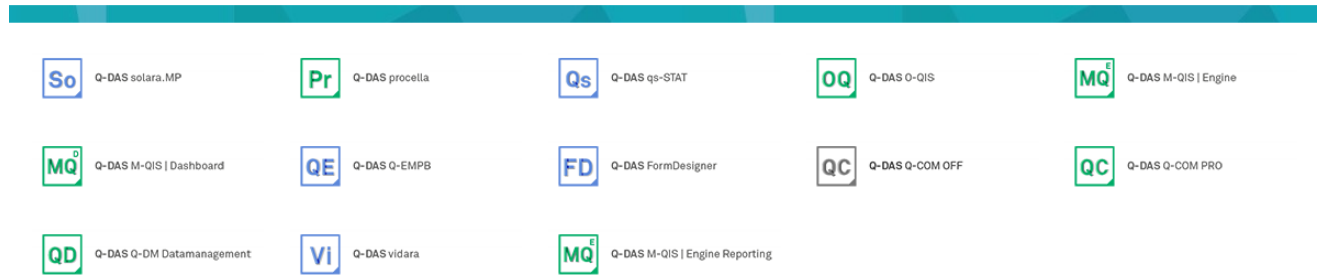 So Q-DAS solara.MP
Pr Q-DAS procella
Qs Q-DAS qs-STAT
OQ Q-DAS O-QIS
MQ E Q-DAS M-QIS | Engine
MQ D Q-DAS M-QIS | Dashboard
QE Q-DAS Q-EMPB
FD Q-DAS FormDesigner
QC Q-DAS Q-COM OFF
QC Q-DAS Q-COM PRO
QD Q-DAS Q-DM Datamanagement
Vi Q-DAS vidara
MQ E Q-DAS M-QIS | Engine Reporting